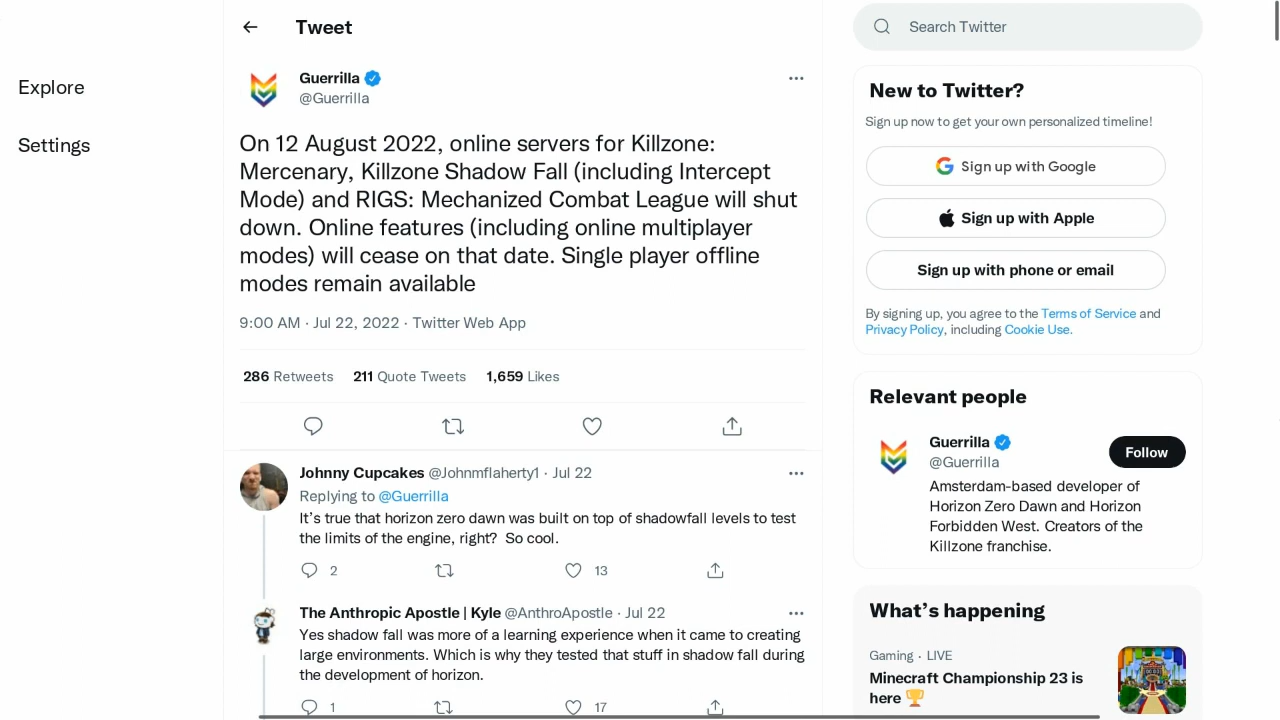 Explore
Settings
Tweet
Guerrilla
@Guerrilla
On 12 August 2022, online servers for Killzone:
Mercenary, Killzone Shadow Fall (including Intercept
Mode) and RIGS: Mechanized Combat League will shut
down. Online features (including online multiplayer
modes) will cease on that date. Single player offline
modes remain available
9:00 AM · Jul 22, 2022 · Twitter Web App
286 Retweets 211 Quote Tweets 1,659 Likes
Johnny Cupcakes @Johnmflaherty1 · Jul 22
Replying to @Guerrilla
It's true that horizon zero dawn was built on top of shadowfall levels to test
the limits of the engine, right?  So cool.
2 13
The Anthropic Apostle | Kyle @AnthroApostle · Jul 22
Yes shadow fall was more of a learning experience when it came to creating
large environments. Which is why they tested that stuff in shadow fall during
the development of horizon.
1 17
Search Twitter
New to Twitter?
Sign up now to get your own personalized timeline!
Sign up with Google
Sign up with Apple
Sign up with phone or email
By signing up, you agree to the Terms of Service and
Privacy Policy, including Cookie Use.
Relevant people
Guerrilla
@Guerrilla
Follow
Amsterdam-based developer of
Horizon Zero Dawn and Horizon
Forbidden West. Creators of the
Killzone franchise.
What's happening
Gaming · LIVE
Minecraft Championship 23 is
here 🏆